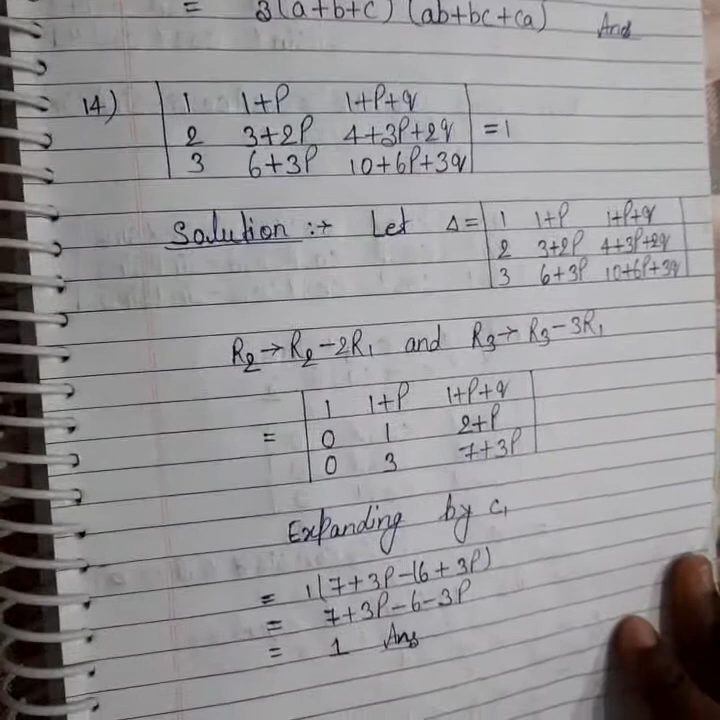 = 3(a+b+c) (ab+bc+ca) Ans
14) | 1 1+P 1+P+q |
| 2 3+2P 4+3P+2q | = 1
| 3 6+3P 10+6P+3q |
Solution :→ Let Δ = | 1 1+P 1+P+q |
| 2 3+2P 4+3P+2q |
| 3 6+3P 10+6P+3q |
R₂→R₂-2R₁ and R₃→R₃-3R₁
| 1 1+P 1+P+q |
= | 0 1 2+P |
| 0 3 7+3P |
Expanding by C₁
= 1(7+3P-(6+3P)
= 7+3P-6-3P
= 1 Ans